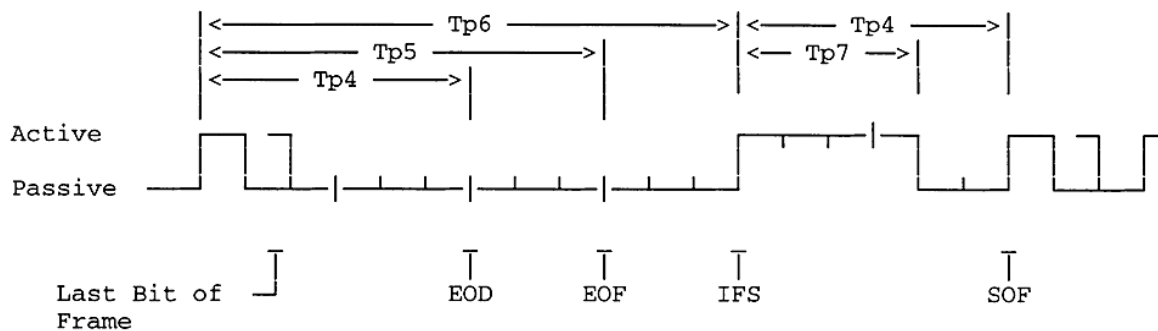 Tp6 Tp4
Tp5 Tp7
Tp4
Active
Passive
Last Bit of EOD EOF IFS SOF
Frame